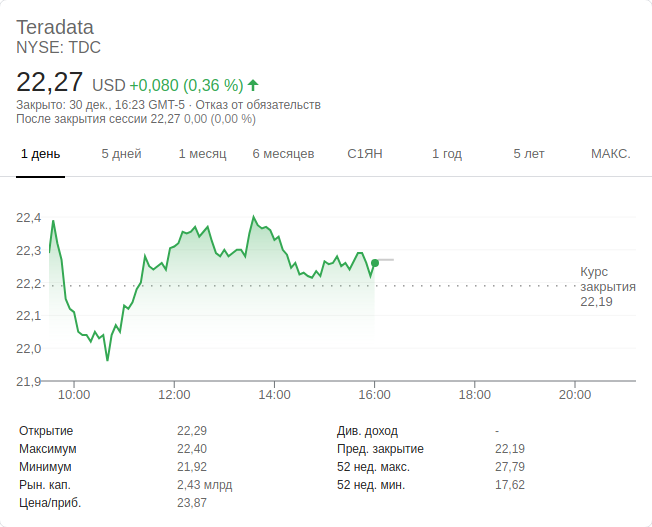 Teradata
NYSE: TDC
22,27 USD +0,080 (0,36 %)
Закрыто: 30 дек., 16:23 GMT-5 · Отказ от обязательств
После закрытия сессии 22,27 0,00 (0,00 %)
1 день 5 дней 1 месяц 6 месяцев С1ЯН 1 год 5 лет МАКС.
22,4
22,3
22,2
22,1
22,0
21,9
Курс
закрытия
22,19
10:00 12:00 14:00 16:00 18:00 20:00
Открытие 22,29 Див. доход -
Максимум 22,40 Пред. закрытие 22,19
Минимум 21,92 52 нед. макс. 27,79
Рын. кап. 2,43 млрд 52 нед. мин. 17,62
Цена/приб. 23,87